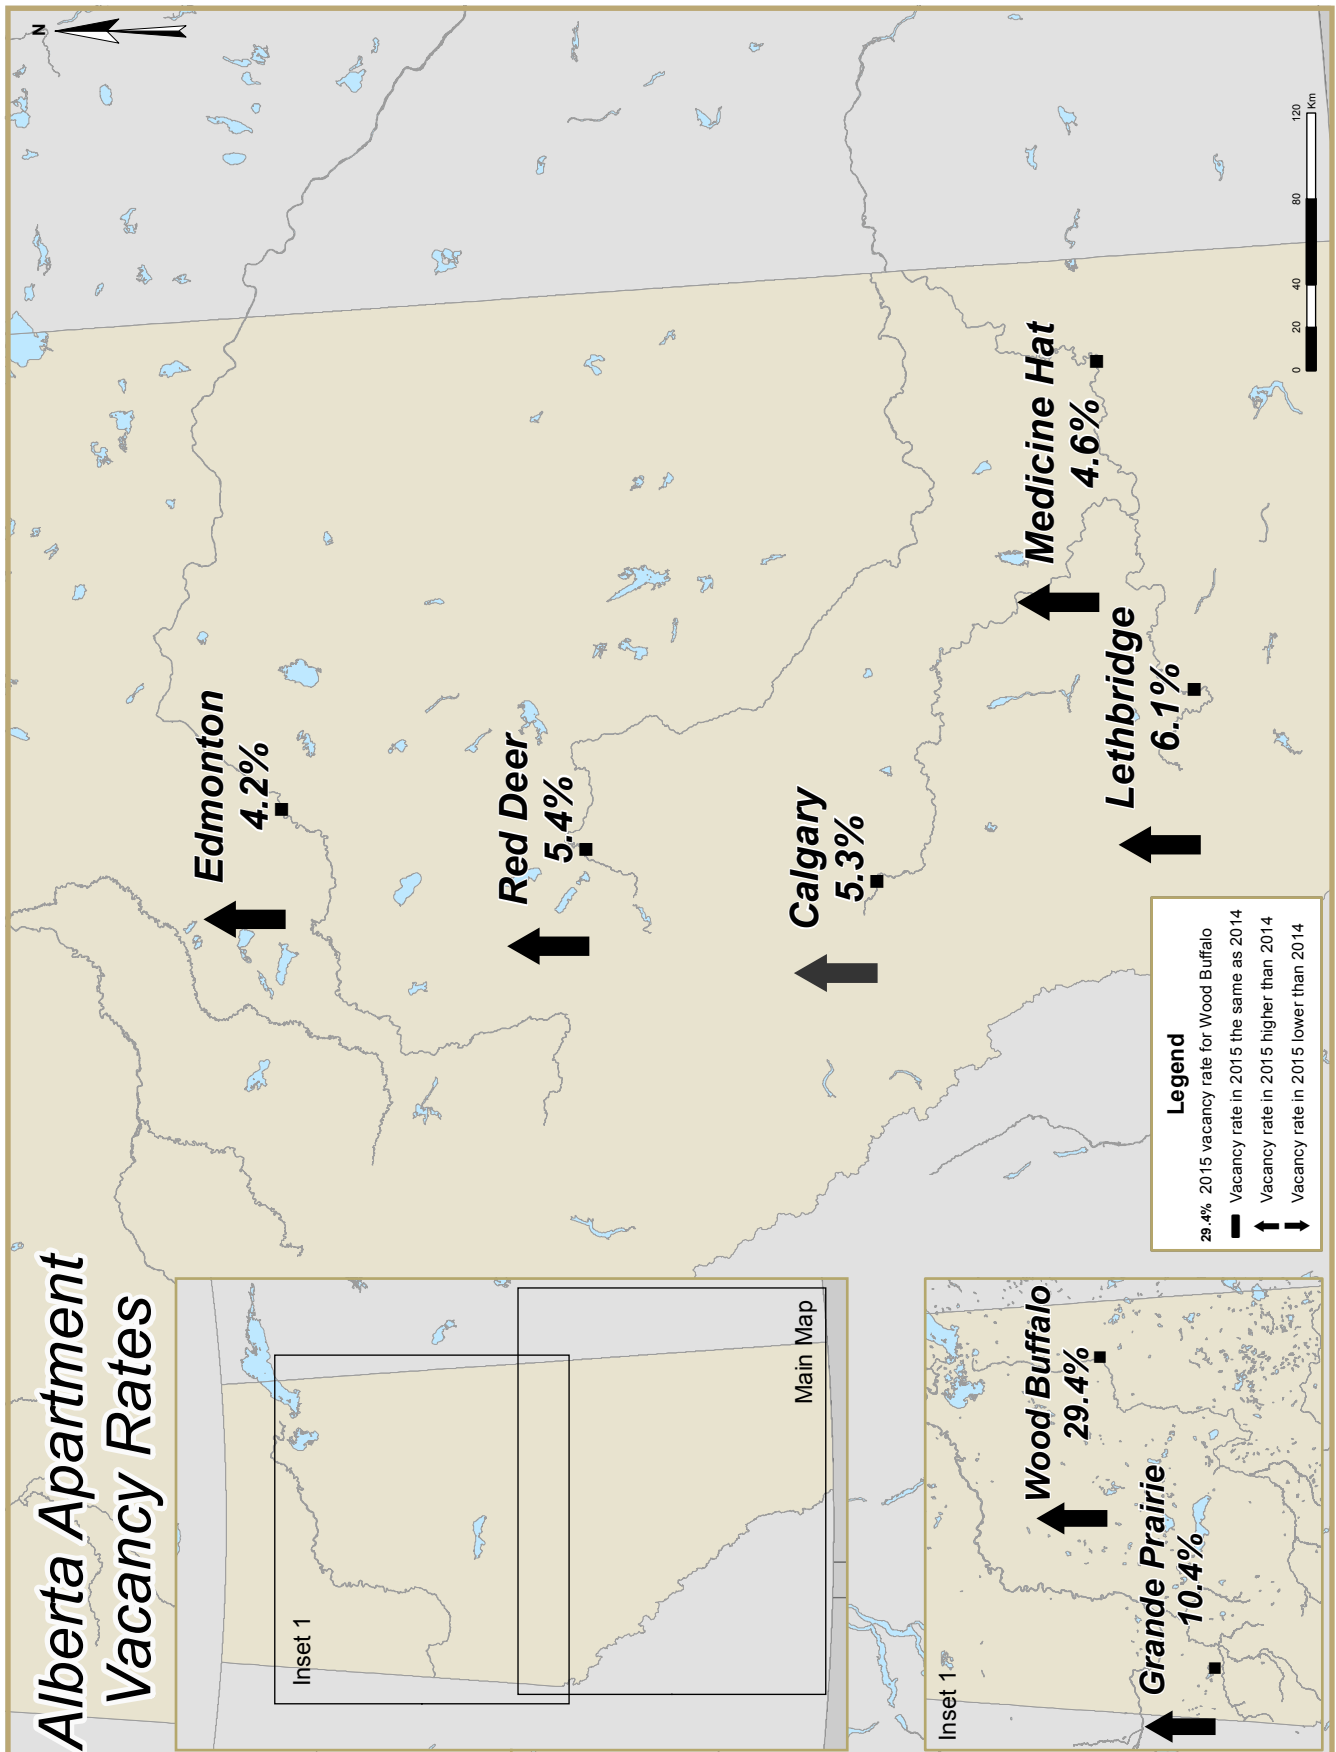 Alberta Apartment
Vacancy Rates
N
Edmonton
4.2%
Red Deer
5.4%
Calgary
5.3%
Medicine Hat
4.6%
Lethbridge
6.1%
Inset 1
Main Map
Inset 1
Wood Buffalo
29.4%
Grande Prairie
10.4%
Legend
29.4% 2015 vacancy rate for Wood Buffalo
Vacancy rate in 2015 the same as 2014
Vacancy rate in 2015 higher than 2014
Vacancy rate in 2015 lower than 2014
0 20 40 80 120
Km